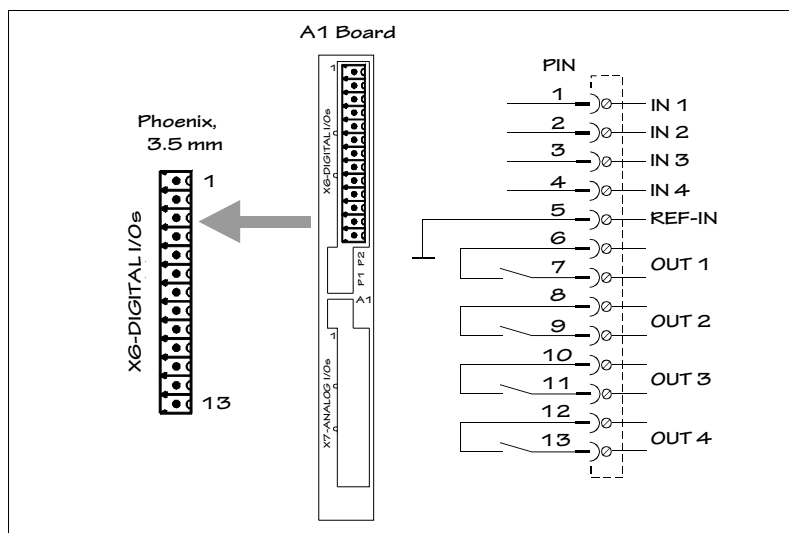 A1 Board
1
X6-DIGITAL I/Os
P1 P2
A1
1
X7-ANALOG I/Os
Phoenix,
3.5 mm
1
X6-DIGITAL I/Os
13
PIN
1 IN 1
2 IN 2
3 IN 3
4 IN 4
5 REF-IN
6
OUT 1
7
8
OUT 2
9
10
OUT 3
11
12
OUT 4
13